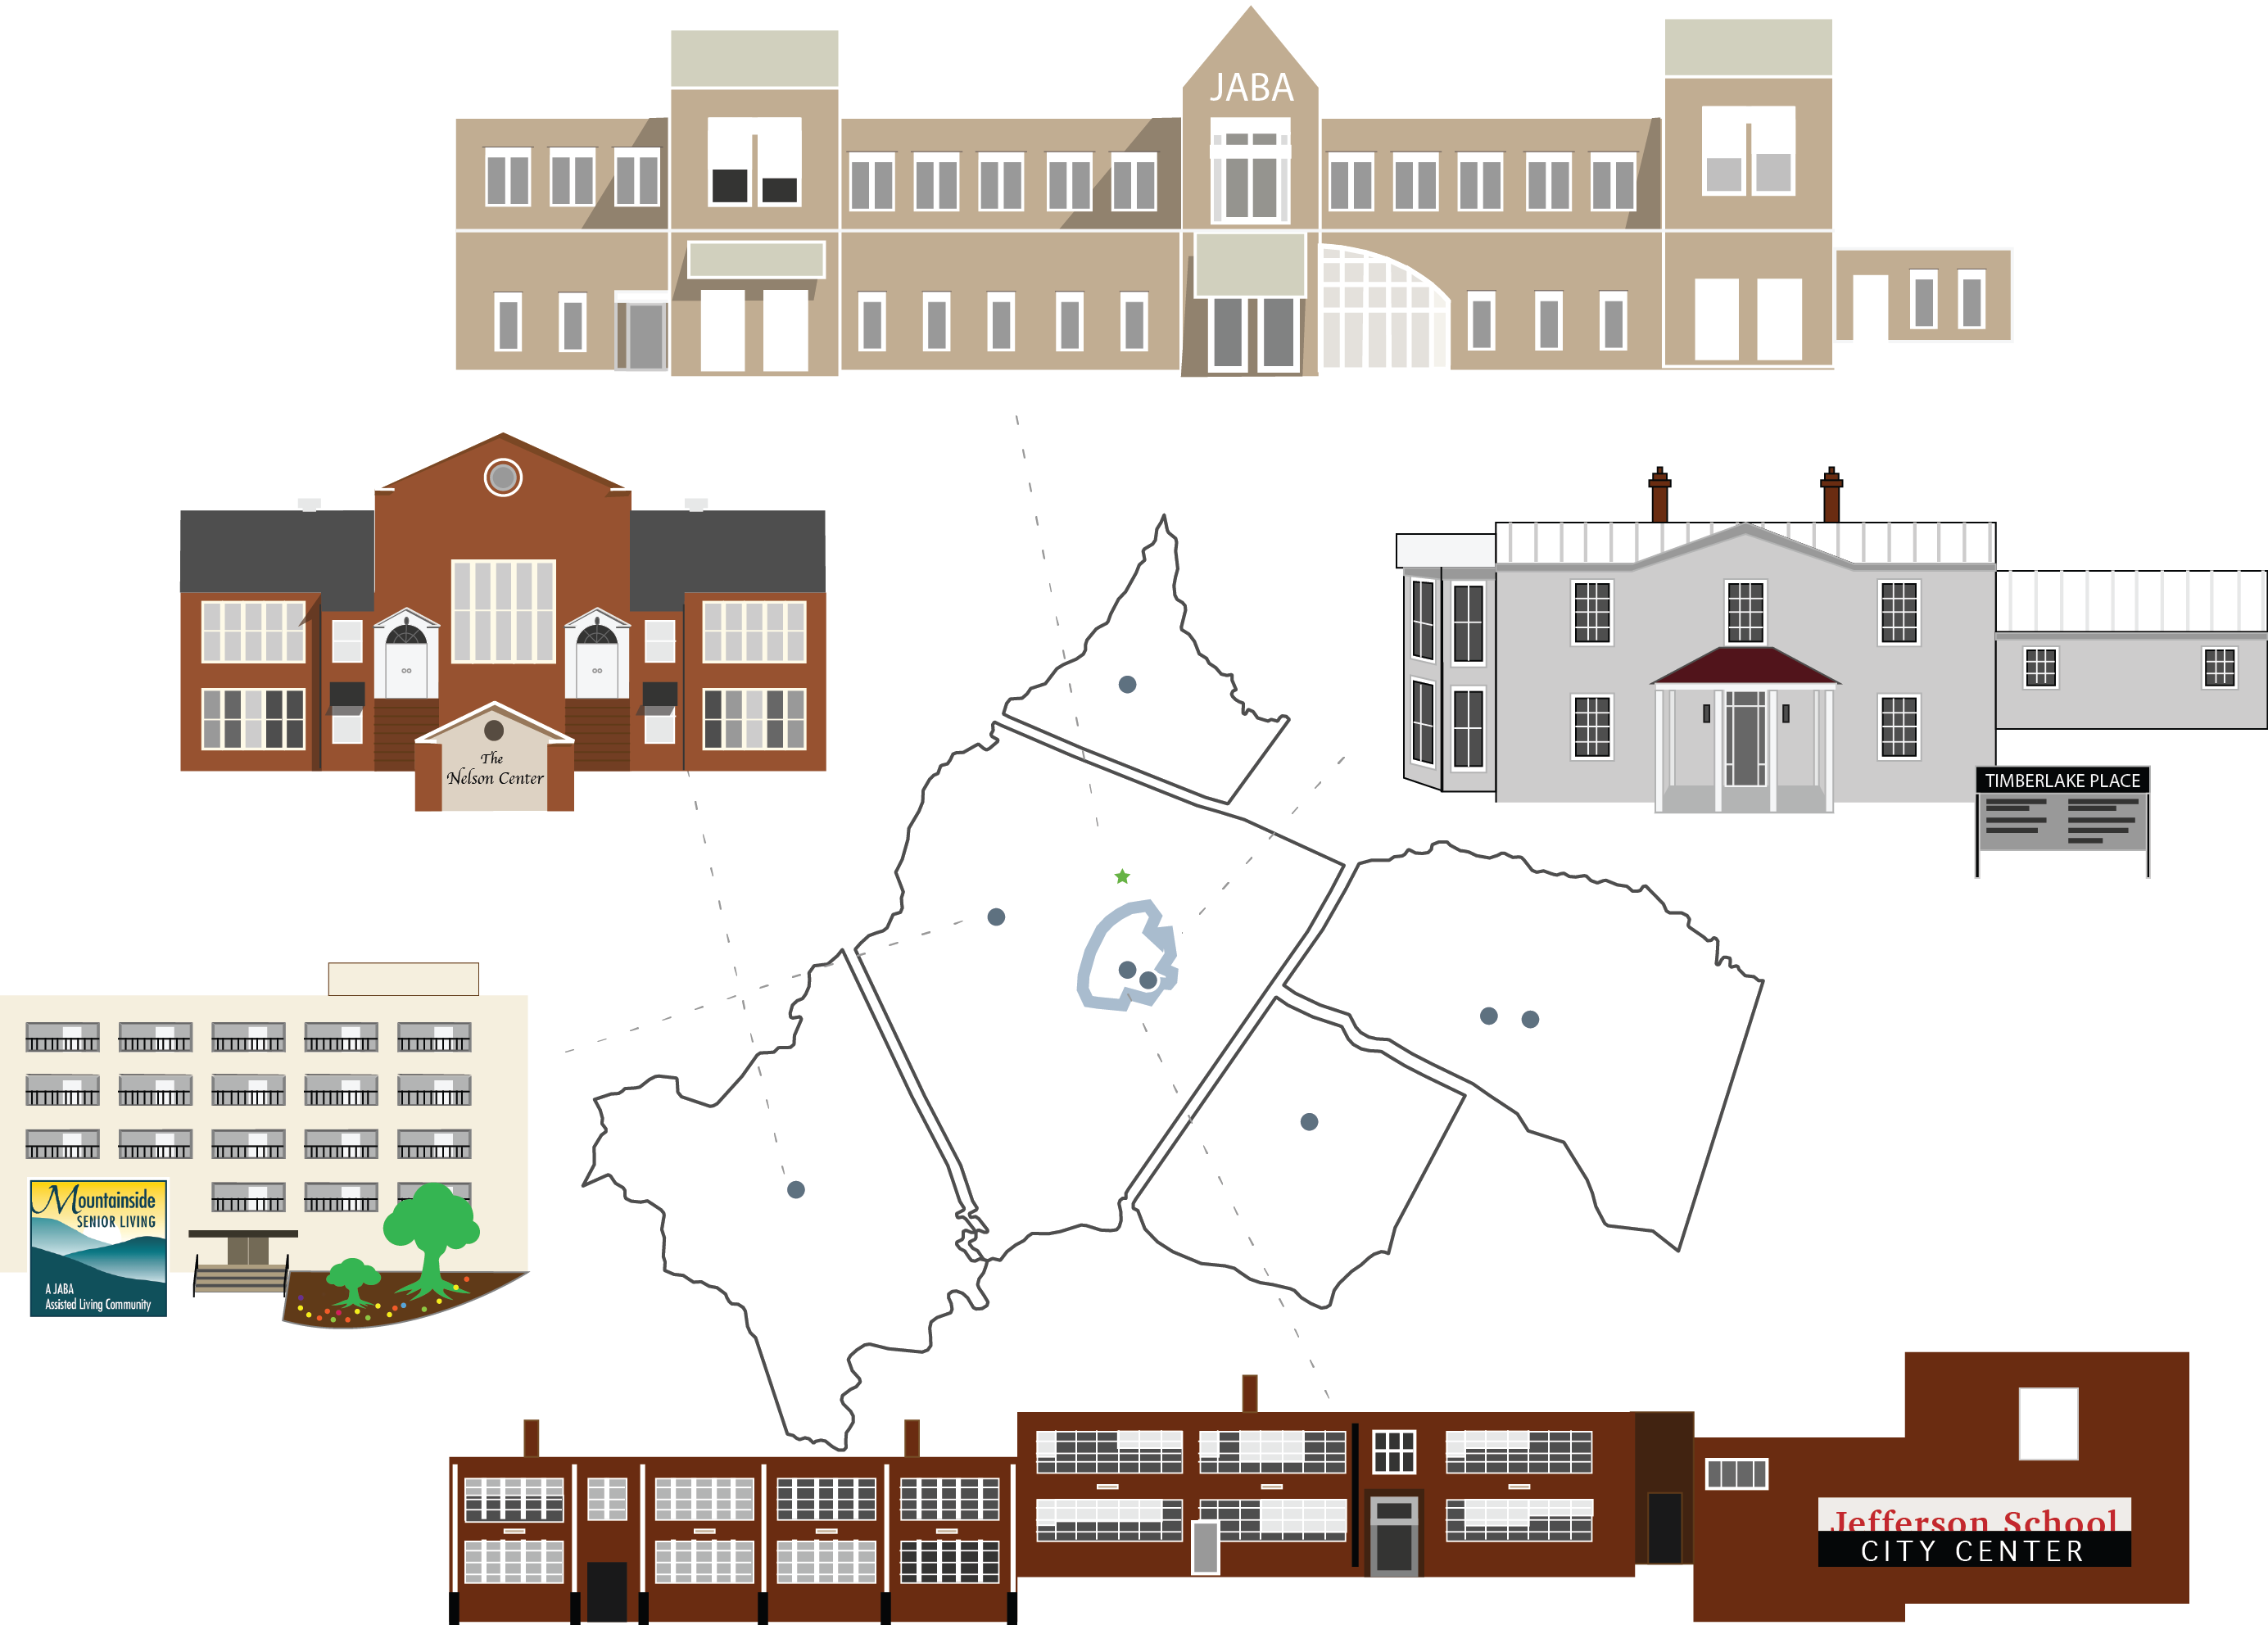 JABA
The
Nelson Center
TIMBERLAKE PLACE
Mountainside
SENIOR LIVING
A JABA
Assisted Living Community
Jefferson School
CITY CENTER